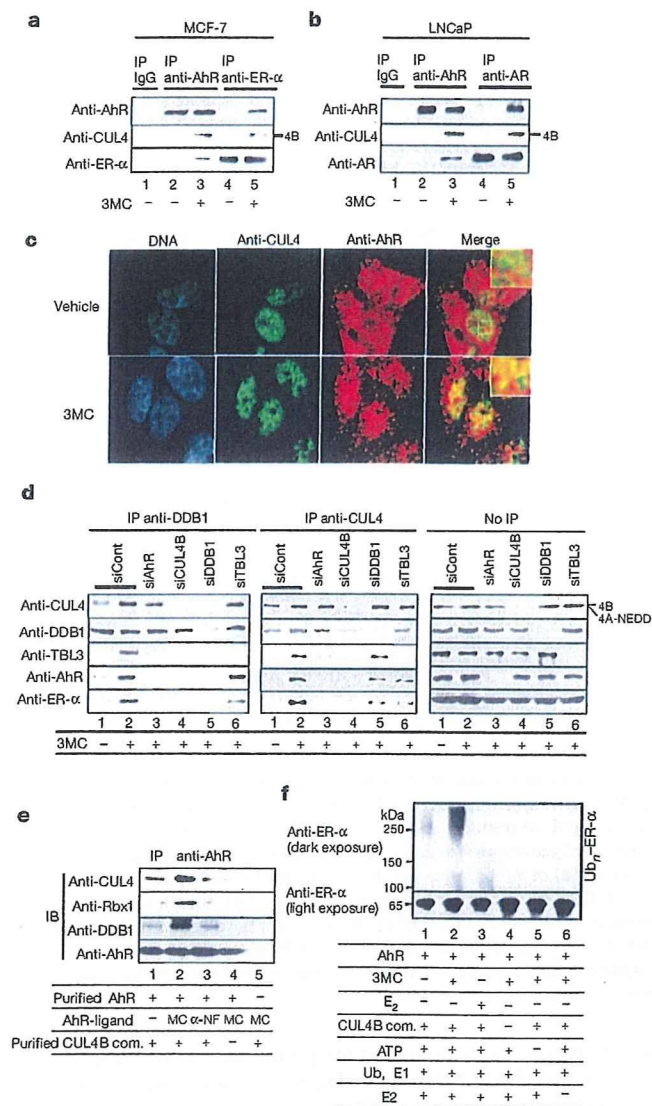 a
MCF-7
IP IgG
IP anti-AhR
IP anti-ER-α
Anti-AhR
Anti-CUL4
4B
Anti-ER-α
1 2 3 4 5
3MC − − + − +
b
LNCaP
IP IgG
IP anti-AhR
IP anti-AR
Anti-AhR
Anti-CUL4
4B
Anti-AR
1 2 3 4 5
3MC − − + − +
c
DNA Anti-CUL4 Anti-AhR Merge
Vehicle
3MC
d
IP anti-DDB1 IP anti-CUL4 No IP
siCont siAhR siCUL4B siDDB1 siTBL3 siCont siAhR siCUL4B siDDB1 siTBL3 siCont siAhR siCUL4B siDDB1 siTBL3
Anti-CUL4 4B
4A-NEDD
Anti-DDB1
Anti-TBL3
Anti-AhR
Anti-ER-α
1 2 3 4 5 6 1 2 3 4 5 6 1 2 3 4 5 6
3MC − + + + + + − + + + + + − + + + + +
e
IP anti-AhR
IB
Anti-CUL4
Anti-Rbx1
Anti-DDB1
Anti-AhR
1 2 3 4 5
Purified AhR + + + + −
AhR-ligand − MC α-NF MC MC
Purified CUL4B com. + + + − +
f
kDa
Anti-ER-α (dark exposure)
250
150
100
Ubn–ER-α
Anti-ER-α (light exposure)
65
1 2 3 4 5 6
AhR + + + + + +
3MC − + − + + +
E2 − − + − − −
CUL4B com. + + + − + +
ATP + + + + − +
Ub, E1 + + + + + +
E2 + + + + + −